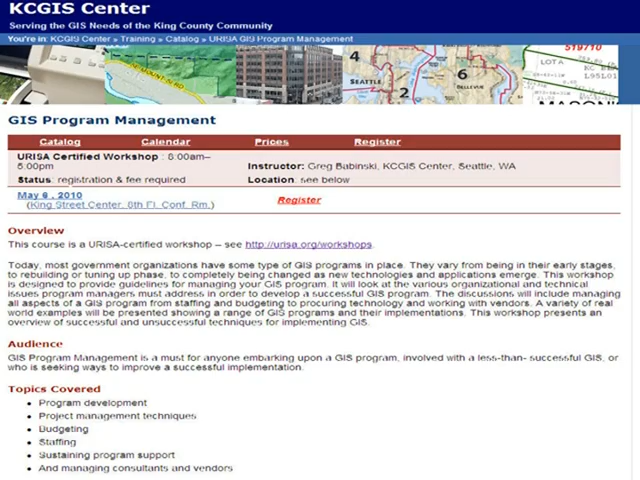 KCGIS Center
Serving the GIS Needs of the King County Community
You're in: KCGIS Center » Training » Catalog » URISA GIS Program Management
519710
LOT A
L95L01
4
SEATTLE
2
6
BELLEVUE
GIS Program Management
Catalog Calendar Prices Register
URISA Certified Workshop : 8:00am–
5:00pm
Instructor: Greg Babinski, KCGIS Center, Seattle, WA
Status: registration & fee required
Location: see below
May 6 , 2010
(King Street Center, 8th Fl. Conf. Rm.)
Register
Overview
This course is a URISA-certified workshop – see http://urisa.org/workshops.
Today, most government organizations have some type of GIS programs in place. They vary from being in their early stages,
to rebuilding or tuning up phase, to completely being changed as new technologies and applications emerge. This workshop
is designed to provide guidelines for managing your GIS program. It will look at the various organizational and technical
issues program managers must address in order to develop a successful GIS program. The discussions will include managing
all aspects of a GIS program from staffing and budgeting to procuring technology and working with vendors. A variety of real
world examples will be presented showing a range of GIS programs and their implementations. This workshop presents an
overview of successful and unsuccessful techniques for implementing GIS.
Audience
GIS Program Management is a must for anyone embarking upon a GIS program, involved with a less-than- successful GIS, or
who is seeking ways to improve a successful implementation.
Topics Covered
• Program development
• Project management techniques
• Budgeting
• Staffing
• Sustaining program support
• And managing consultants and vendors